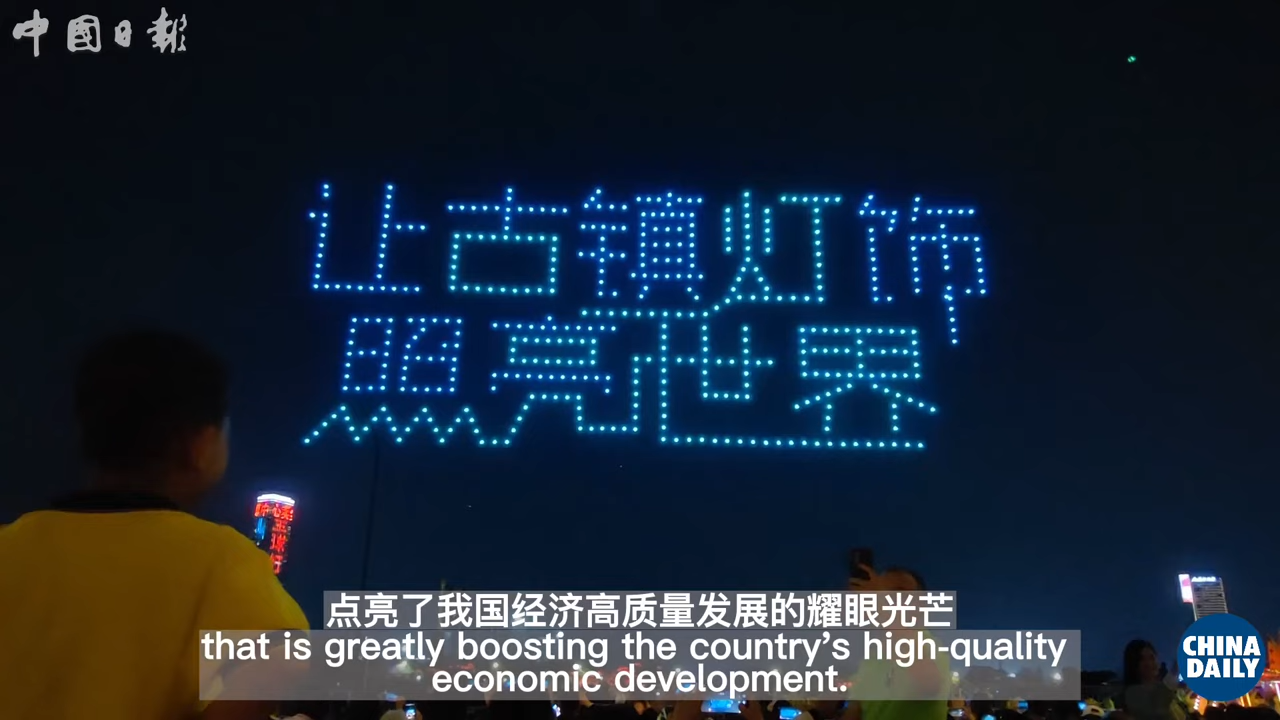 中國日報
让古镇灯饰
照亮世界
点亮了我国经济高质量发展的耀眼光芒
that is greatly boosting the country's high-quality
economic development.
CHINA
DAILY